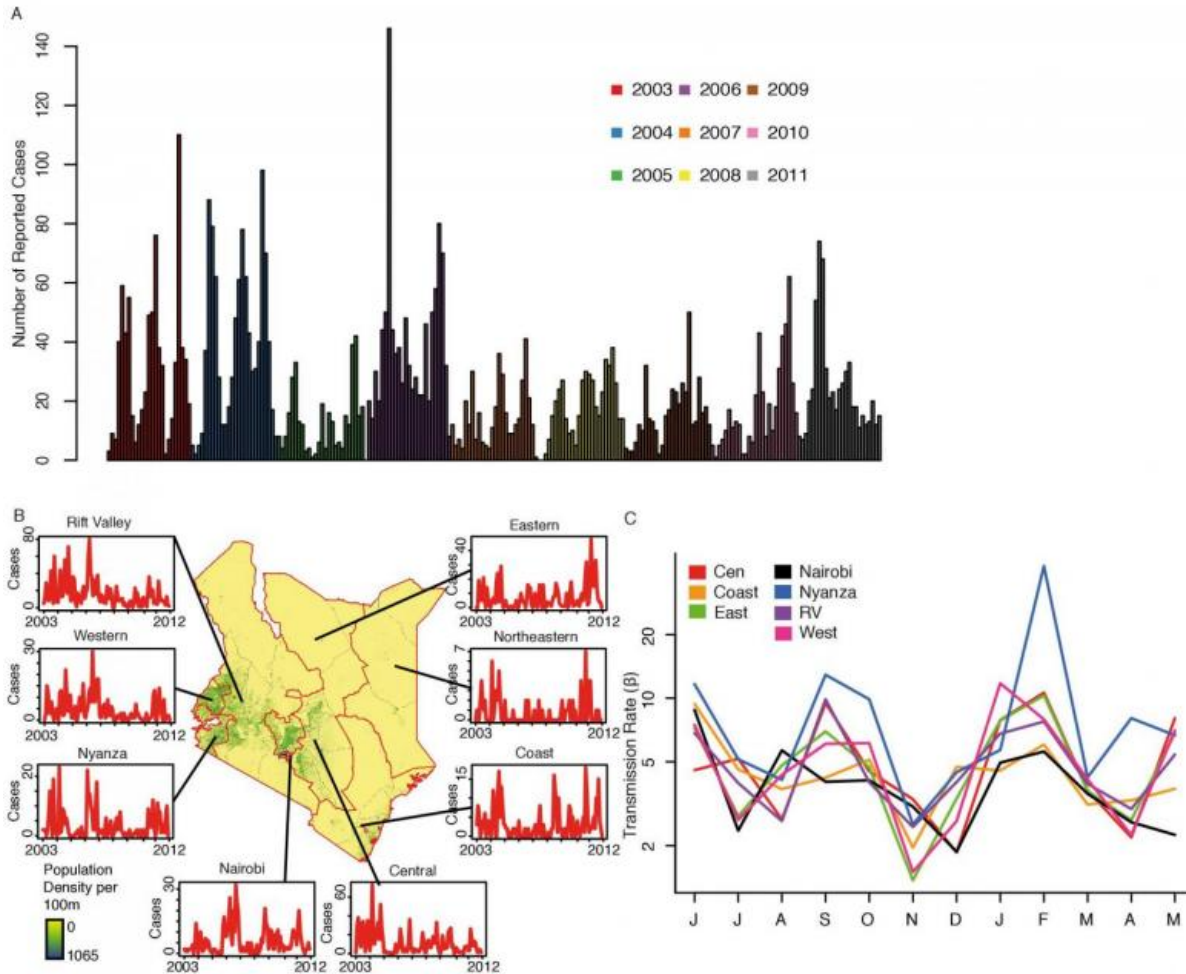 A
Number of Reported Cases
140
120
100
80
60
40
20
0
2003 2006 2009
2004 2007 2010
2005 2008 2011
B
Rift Valley
Cases
80
0
2003 2012
Western
Cases
30
0
2003 2012
Nyanza
Cases
20
0
2003 2012
Eastern
Cases
40
0
2003 2012
Northeastern
Cases
7
0
2003 2012
Coast
Cases
15
0
2003 2012
Nairobi
Cases
30
0
2003 2012
Central
Cases
60
0
2003 2012
Population
Density per
100m
0
1065
C
Transmission Rate (β)
20
10
5
2
Cen Nairobi
Coast Nyanza
East RV
West
J J A S O N D J F M A M